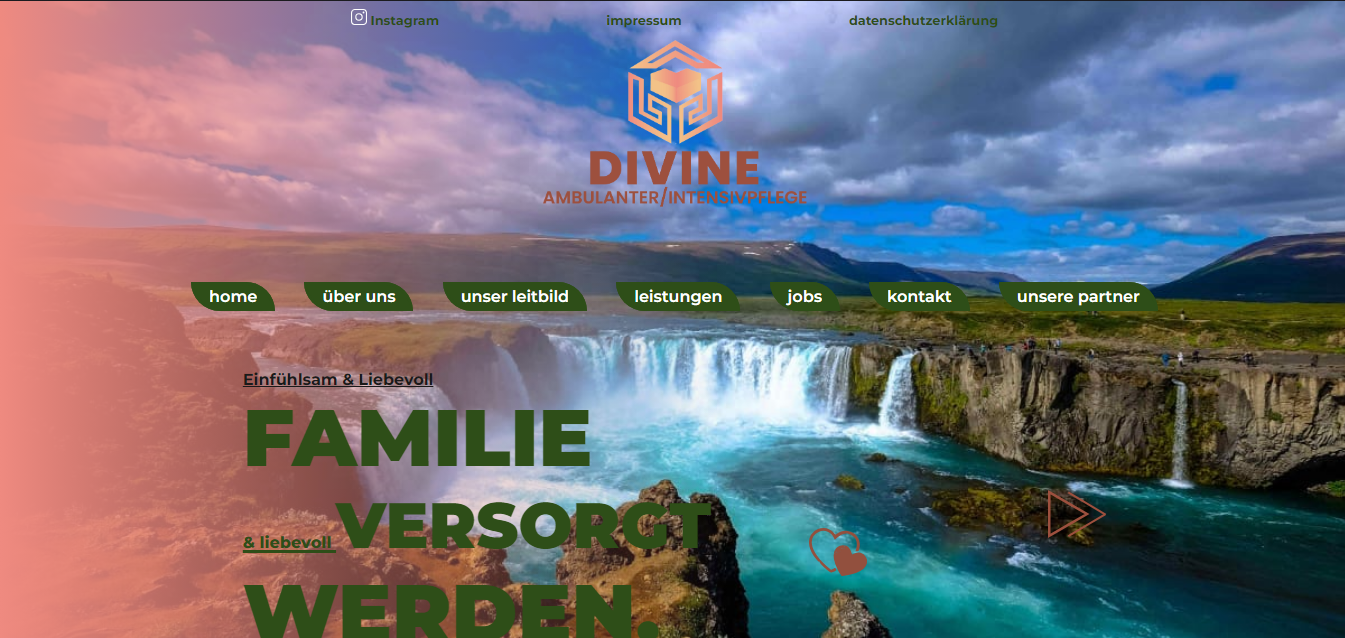 Instagram
impressum
datenschutzerklärung
DIVINE
AMBULANTER/INTENSIVPFLEGE
home
über uns
unser leitbild
leistungen
jobs
kontakt
unsere partner
Einfühlsam & Liebevoll
FAMILIE
& liebevoll VERSORGT
WERDEN.